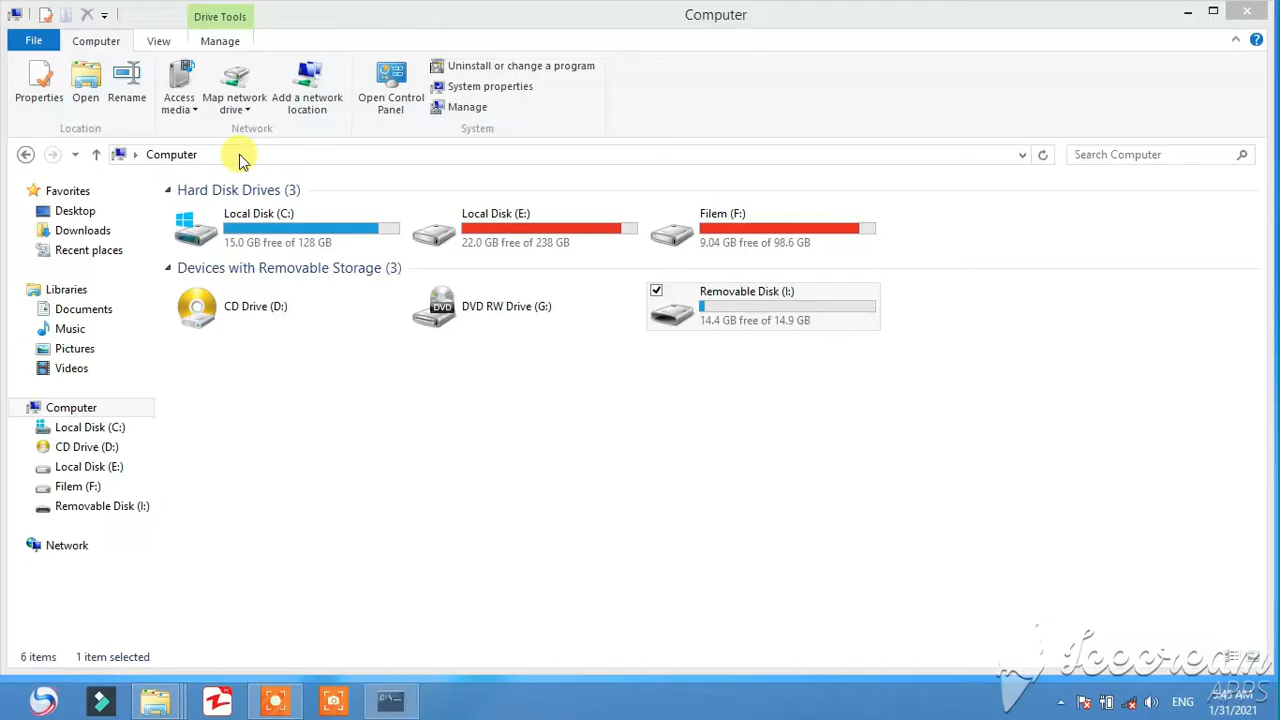 Drive Tools
Computer
File
Computer
View
Manage
Properties
Open
Rename
Access media
Map network drive
Add a network location
Open Control Panel
Uninstall or change a program
System properties
Manage
Location
Network
System
Computer
Search Computer
Favorites
Desktop
Downloads
Recent places
Libraries
Documents
Music
Pictures
Videos
Computer
Local Disk (C:)
CD Drive (D:)
Local Disk (E:)
Filem (F:)
Removable Disk (I:)
Network
Hard Disk Drives (3)
Local Disk (C:)
15.0 GB free of 128 GB
Local Disk (E:)
22.0 GB free of 238 GB
Filem (F:)
9.04 GB free of 98.6 GB
Devices with Removable Storage (3)
CD Drive (D:)
DVD
DVD RW Drive (G:)
Removable Disk (I:)
14.4 GB free of 14.9 GB
6 items
1 item selected
Icecream
APPS
ENG
5:45 AM
1/31/2021